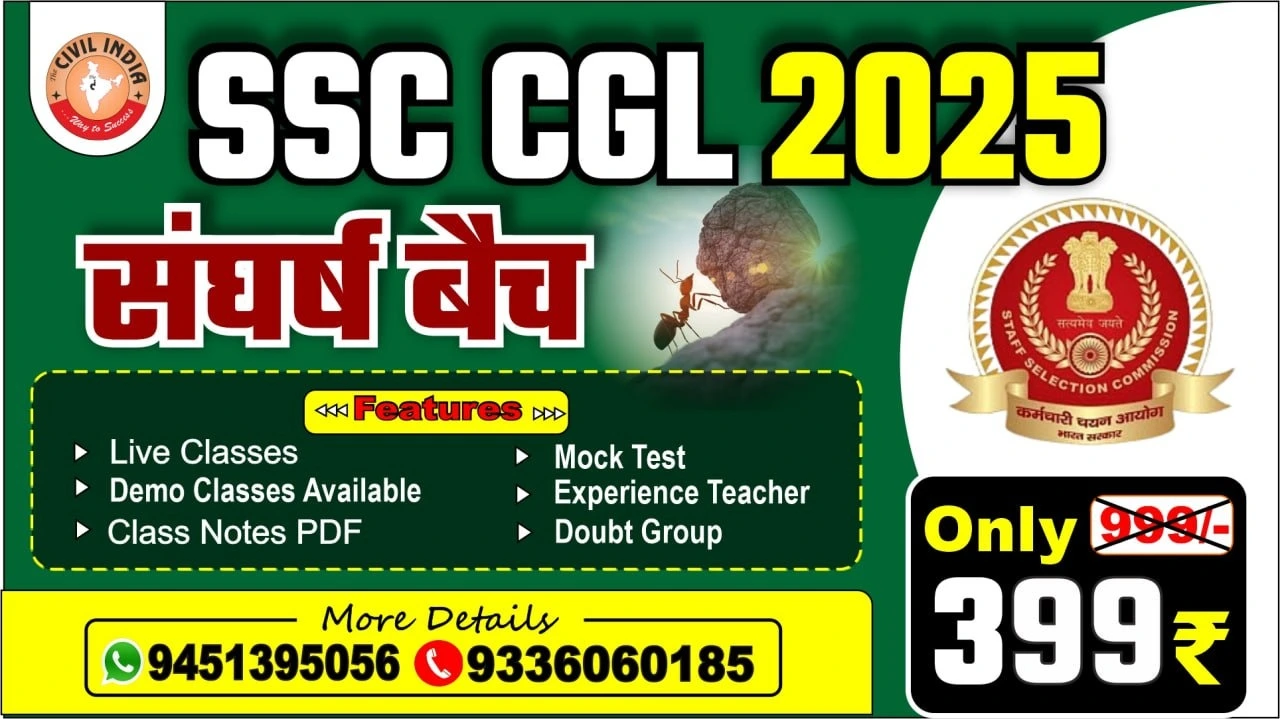 The CIVIL INDIA
...Way to Success
SSC CGL 2025
संघर्ष बैच
सत्यमेव जयते
STAFF SELECTION COMMISSION
कर्मचारी चयन आयोग
भारत सरकार
Features
Live Classes
Demo Classes Available
Class Notes PDF
Mock Test
Experience Teacher
Doubt Group
Only 999/-
399₹
More Details
9451395056 9336060185